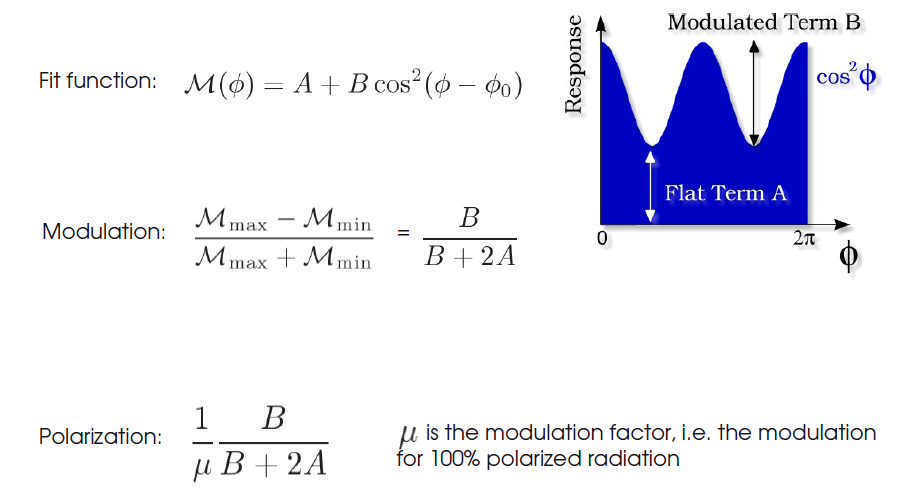 Response
Modulated Term B
cos²ϕ
Fit function: ℳ(ϕ) = A + B cos²(ϕ − ϕ₀)
Flat Term A
0 2π
ϕ
Modulation: (ℳmax − ℳmin) / (ℳmax + ℳmin) = B / (B + 2A)
Polarization: 1/μ B / (B + 2A)
μ is the modulation factor, i.e. the modulation
for 100% polarized radiation